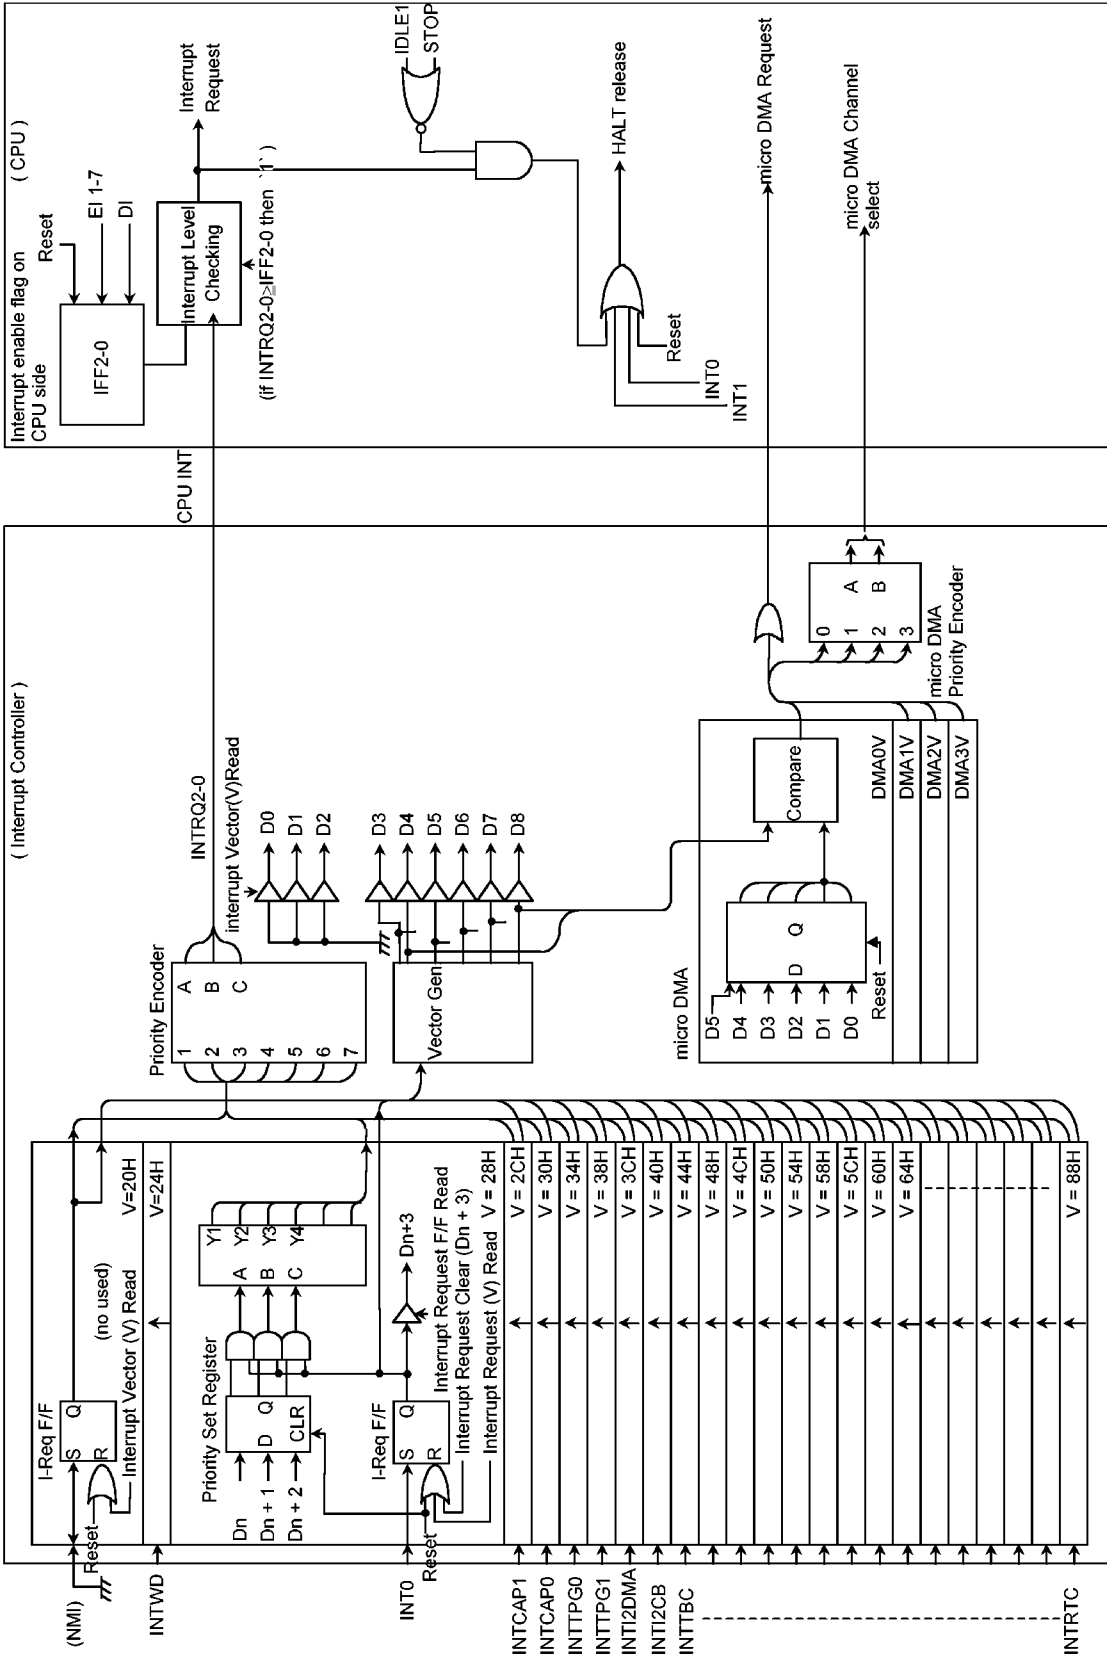 ( Interrupt Controller )
( CPU )
(NMI)
Reset
I-Req F/F
S Q
R
(no used)
Interrupt Vector (V) Read
V=20H
INTWD
V=24H
Priority Set Register
Dn
Dn + 1
Dn + 2
D Q
CLR
A
B
C
Y1
Y2
Y3
Y4
INT0
Reset
I-Req F/F
S Q
R
Dn+3
Interrupt Request F/F Read
Interrupt Request Clear (Dn + 3)
Interrupt Request (V) Read
V = 28H
INTCAP1
V = 2CH
INTCAP0
V = 30H
INTTPG0
V = 34H
INTTPG1
V = 38H
INTI2DMA
V = 3CH
INTI2CB
V = 40H
INTTBC
V = 44H
V = 48H
V = 4CH
V = 50H
V = 54H
V = 58H
V = 5CH
V = 60H
V = 64H
INTRTC
V = 88H
Priority Encoder
1
2
3
4
5
6
7
A
B
C
INTRQ2-0
interrupt Vector(V)Read
D0
D1
D2
D3
D4
D5
D6
D7
D8
Vector Gen
micro DMA
D5
D4
D3
D2
D1
D0
D Q
Reset
Compare
DMA0V
DMA1V
DMA2V
DMA3V
0
1
2
3
A
B
micro DMA
Priority Encoder
CPU INT
Interrupt enable flag on
CPU side
IFF2-0
Reset
EI 1-7
DI
Interrupt Level
Checking
(if INTRQ2-0≥IFF2-0 then `1` )
Interrupt
Request
IDLE1
STOP
HALT release
Reset
INT0
INT1
micro DMA Request
micro DMA Channel
select